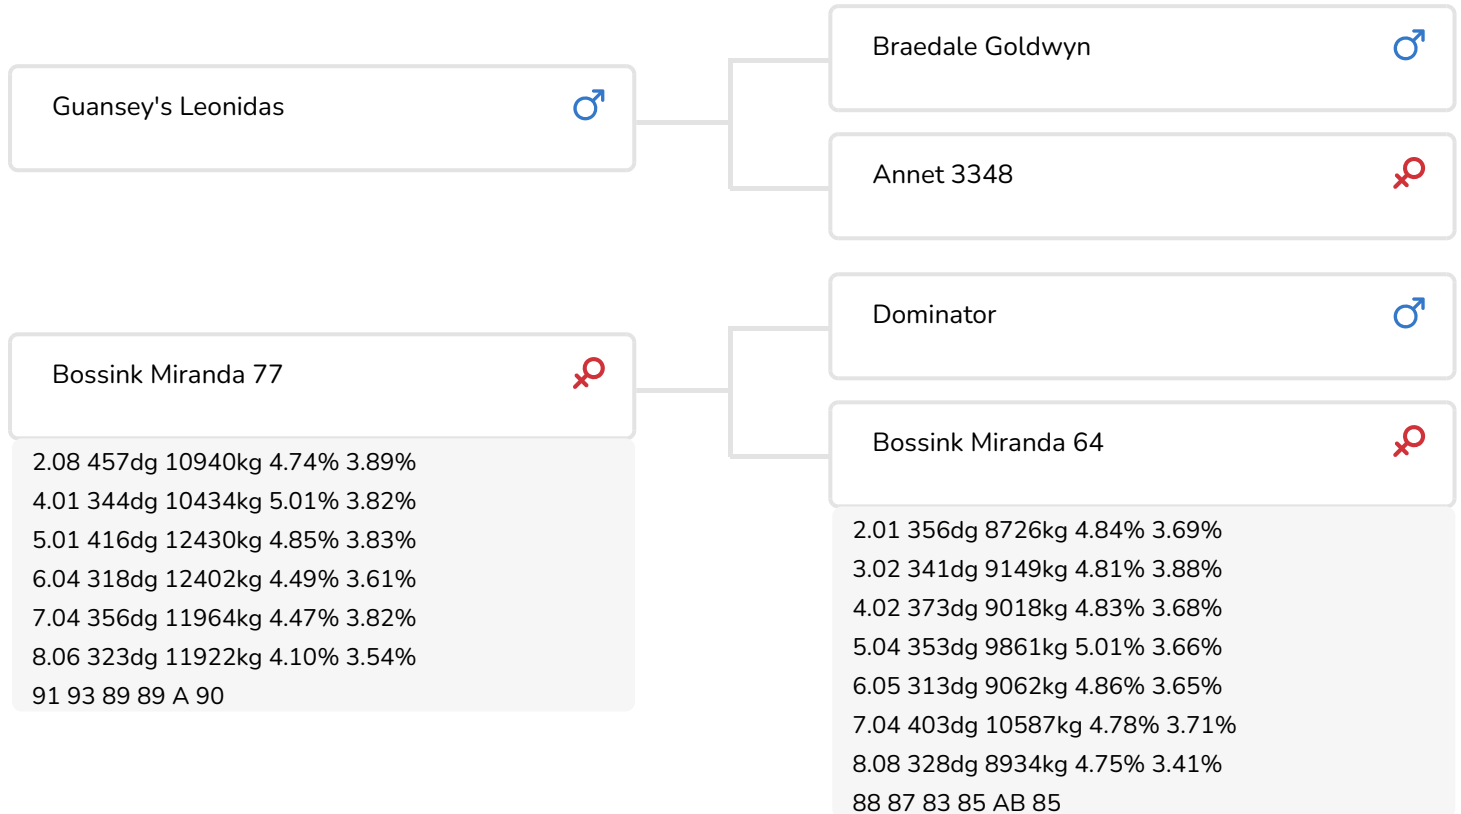 Braedale Goldwyn
Guansey's Leonidas
Annet 3348
Dominator
Bossink Miranda 77
2.08 457dg 10940kg 4.74% 3.89%
4.01 344dg 10434kg 5.01% 3.82%
5.01 416dg 12430kg 4.85% 3.83%
6.04 318dg 12402kg 4.49% 3.61%
7.04 356dg 11964kg 4.47% 3.82%
8.06 323dg 11922kg 4.10% 3.54%
91 93 89 89 A 90
Bossink Miranda 64
2.01 356dg 8726kg 4.84% 3.69%
3.02 341dg 9149kg 4.81% 3.88%
4.02 373dg 9018kg 4.83% 3.68%
5.04 353dg 9861kg 5.01% 3.66%
6.05 313dg 9062kg 4.86% 3.65%
7.04 403dg 10587kg 4.78% 3.71%
8.08 328dg 8934kg 4.75% 3.41%
88 87 83 85 AB 85